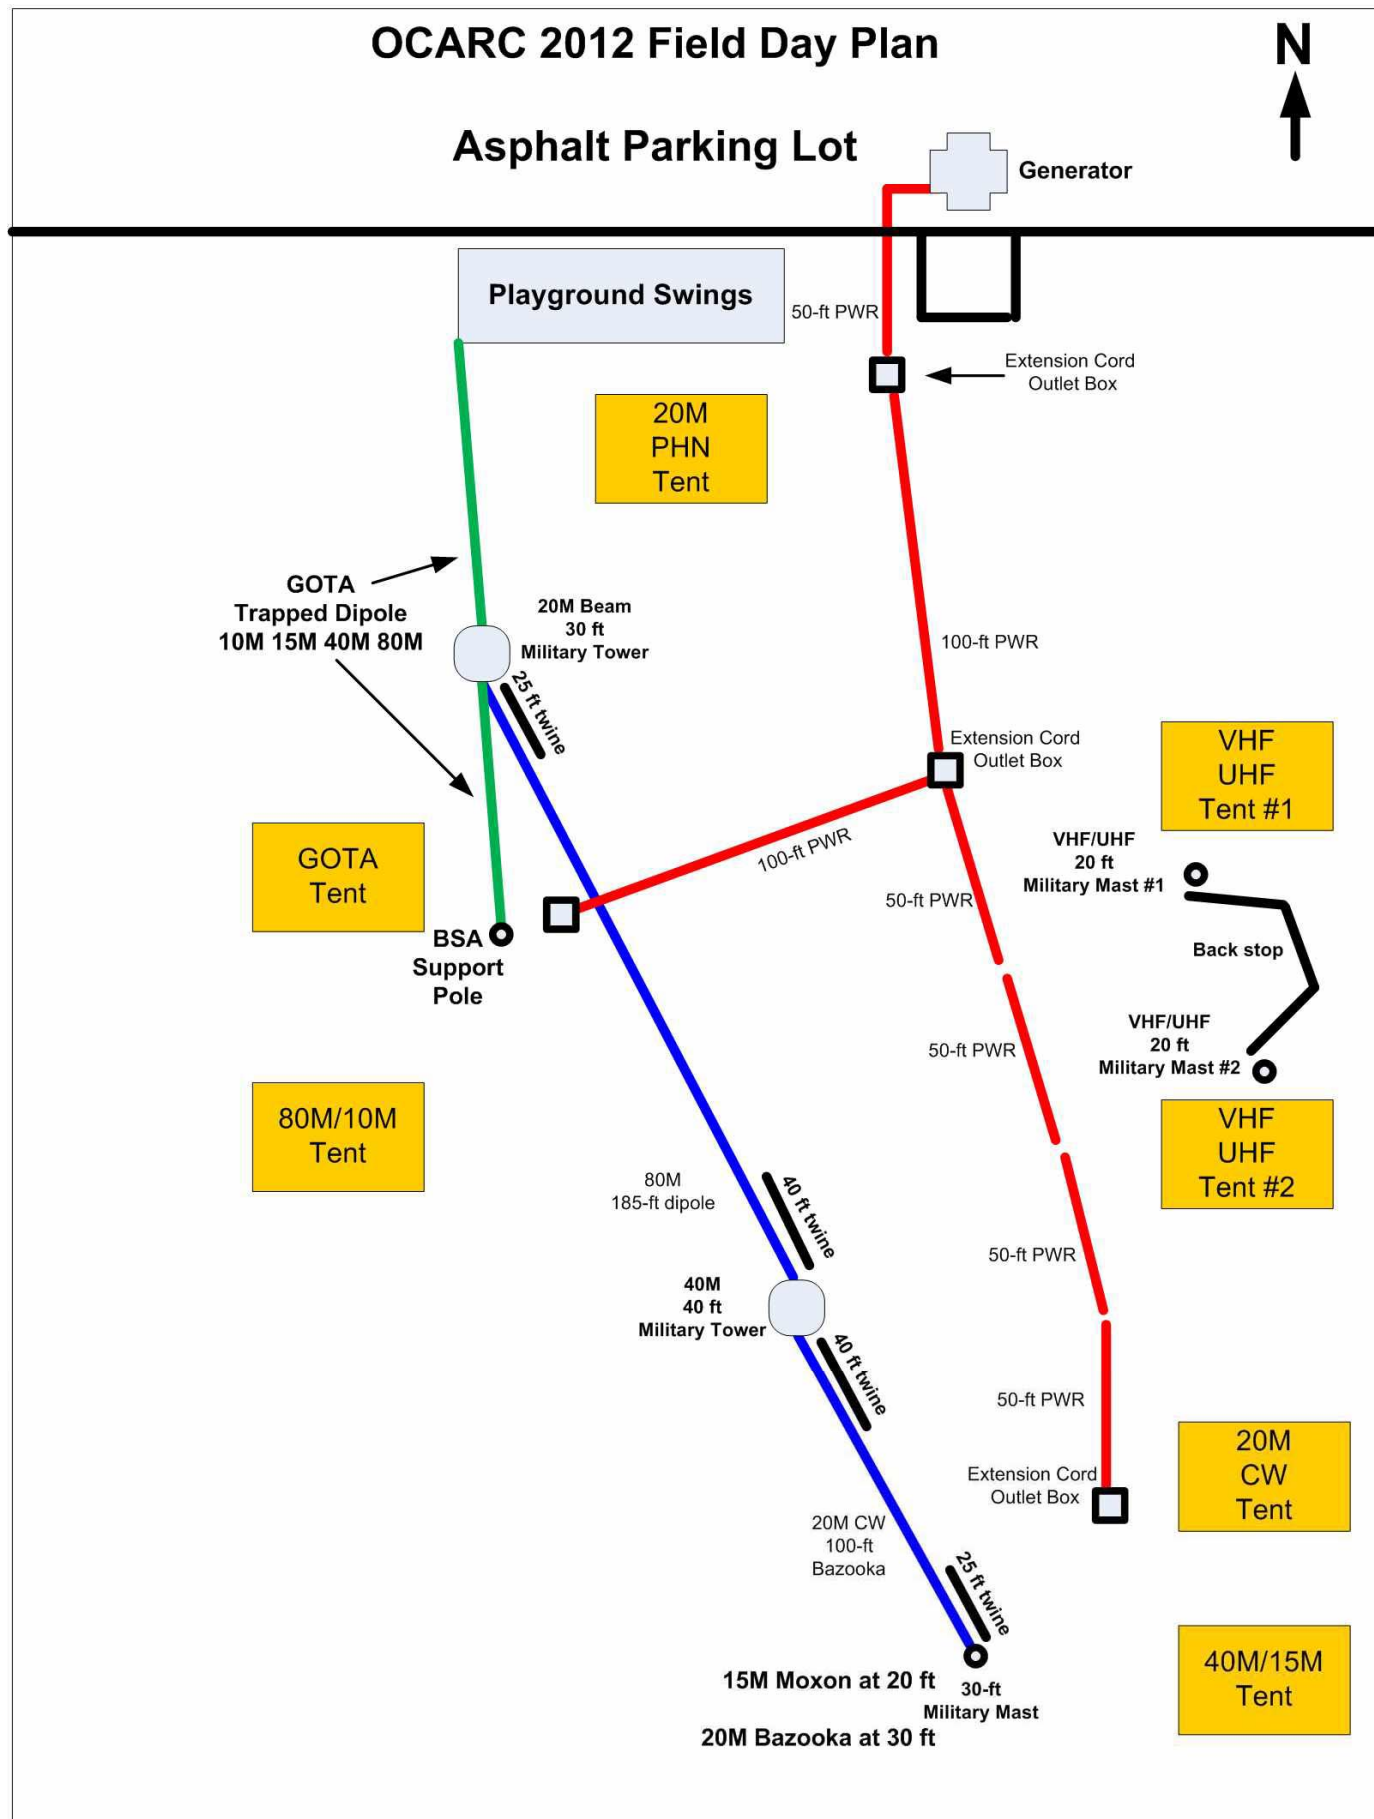 OCARC 2012 Field Day Plan
N
Asphalt Parking Lot
Generator
Playground Swings
50-ft PWR
Extension Cord
Outlet Box
20M
PHN
Tent
GOTA
Trapped Dipole
10M 15M 40M 80M
20M Beam
30 ft
Military Tower
25 ft twine
100-ft PWR
Extension Cord
Outlet Box
VHF
UHF
Tent #1
100-ft PWR
VHF/UHF
20 ft
Military Mast #1
GOTA
Tent
50-ft PWR
BSA
Support
Pole
Back stop
VHF/UHF
20 ft
Military Mast #2
50-ft PWR
80M/10M
Tent
VHF
UHF
Tent #2
80M
185-ft dipole
40 ft twine
50-ft PWR
40M
40 ft
Military Tower
40 ft twine
50-ft PWR
20M
CW
Tent
Extension Cord
Outlet Box
20M CW
100-ft
Bazooka
25 ft twine
40M/15M
Tent
15M Moxon at 20 ft
30-ft
Military Mast
20M Bazooka at 30 ft